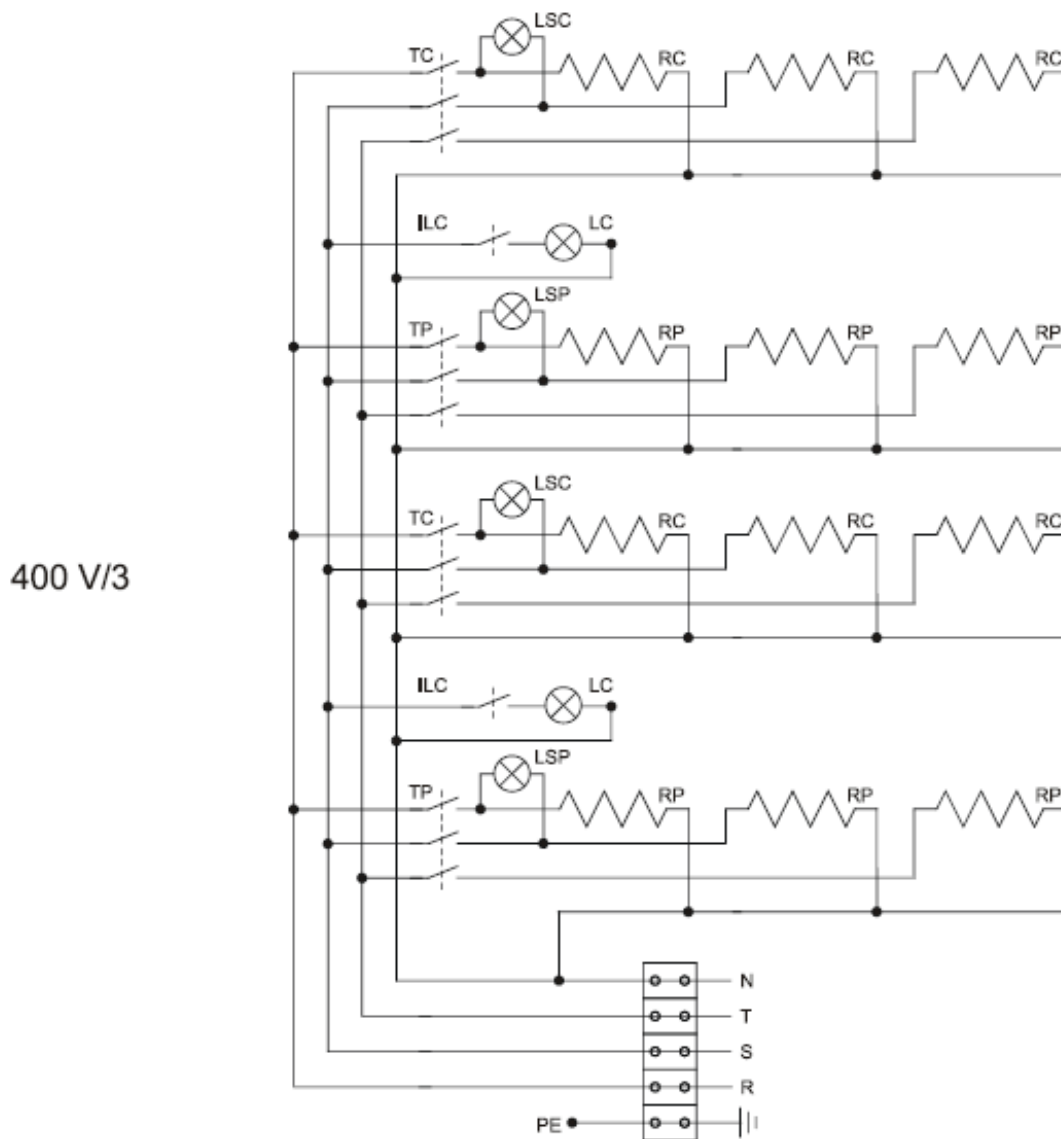 LSC
TC RC RC RC
ILC LC
LSP
TP RP RP RP
LSC
TC RC RC RC
400 V/3
ILC LC
LSP
TP RP RP RP
N
T
S
R
PE